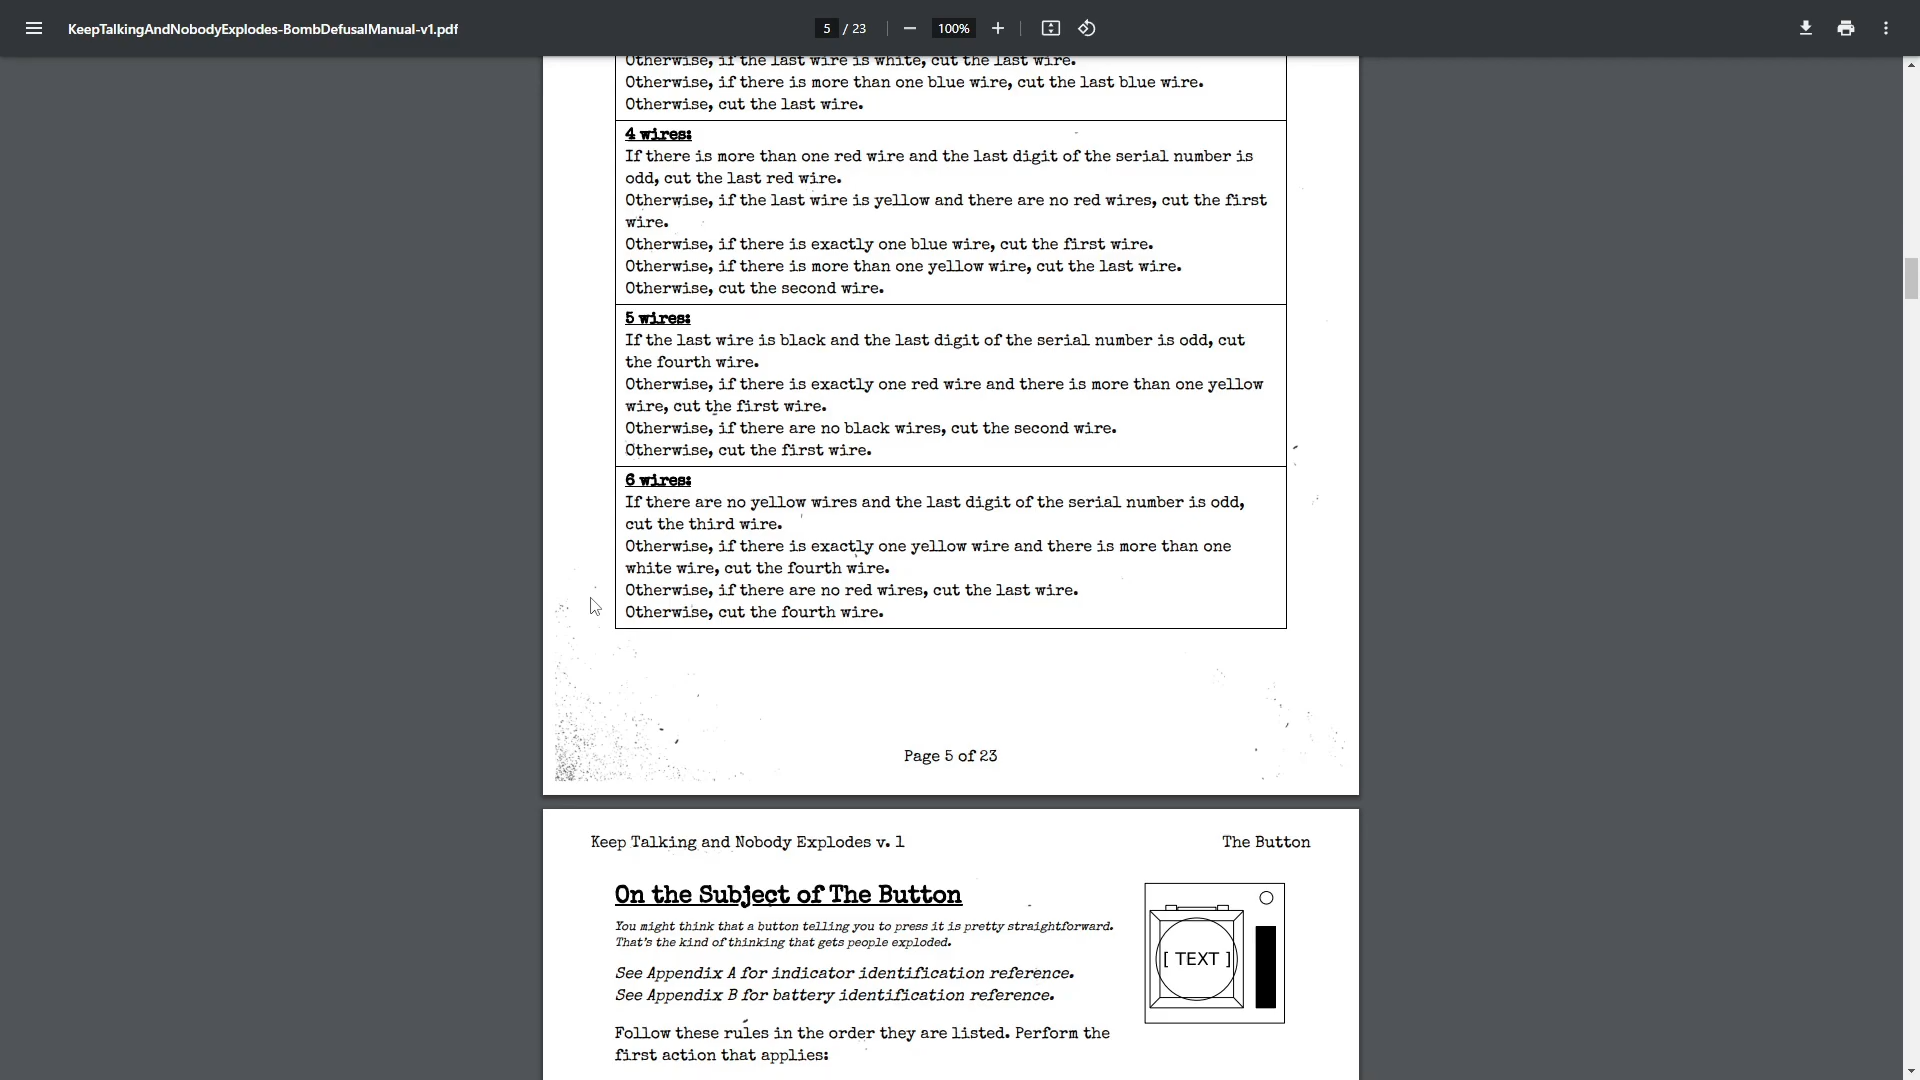 KeepTalkingAndNobodyExplodes-BombDefusalManual-v1.pdf
5 / 23
100%
Otherwise, if the last wire is white, cut the last wire.
Otherwise, if there is more than one blue wire, cut the last blue wire.
Otherwise, cut the last wire.
4 wires:
If there is more than one red wire and the last digit of the serial number is
odd, cut the last red wire.
Otherwise, if the last wire is yellow and there are no red wires, cut the first
wire.
Otherwise, if there is exactly one blue wire, cut the first wire.
Otherwise, if there is more than one yellow wire, cut the last wire.
Otherwise, cut the second wire.
5 wires:
If the last wire is black and the last digit of the serial number is odd, cut
the fourth wire.
Otherwise, if there is exactly one red wire and there is more than one yellow
wire, cut the first wire.
Otherwise, if there are no black wires, cut the second wire.
Otherwise, cut the first wire.
6 wires:
If there are no yellow wires and the last digit of the serial number is odd,
cut the third wire.
Otherwise, if there is exactly one yellow wire and there is more than one
white wire, cut the fourth wire.
Otherwise, if there are no red wires, cut the last wire.
Otherwise, cut the fourth wire.
Page 5 of 23
Keep Talking and Nobody Explodes v. 1
The Button
On the Subject of The Button
You might think that a button telling you to press it is pretty straightforward.
That's the kind of thinking that gets people exploded.
See Appendix A for indicator identification reference.
See Appendix B for battery identification reference.
[ TEXT ]
Follow these rules in the order they are listed. Perform the
first action that applies: